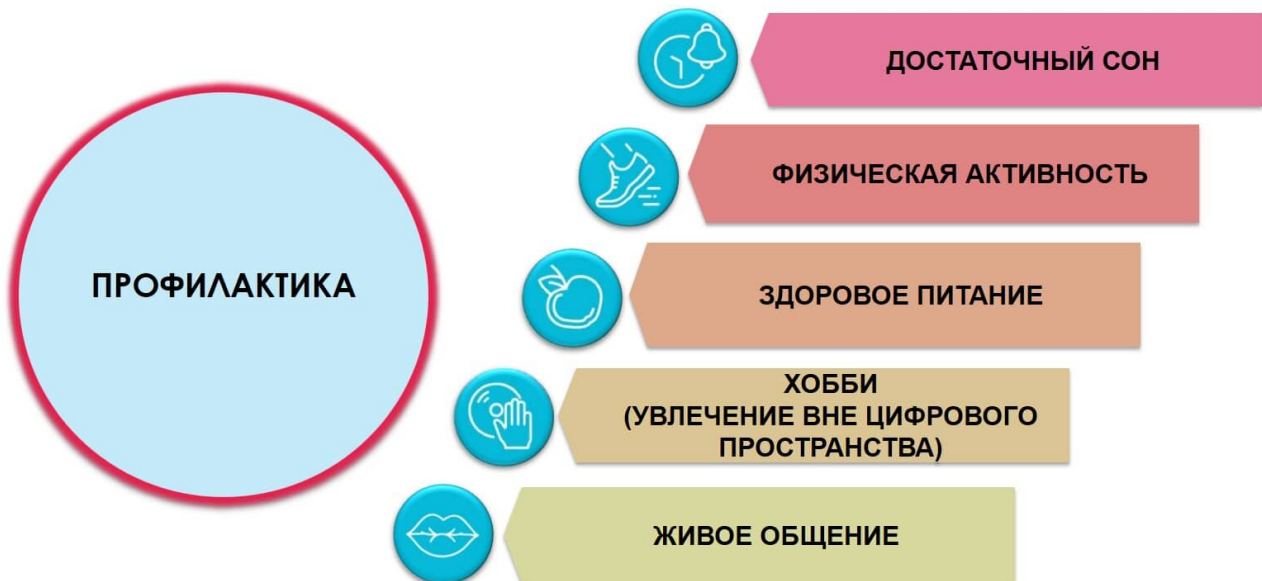 ПРОФИЛАКТИКА
ДОСТАТОЧНЫЙ СОН
ФИЗИЧЕСКАЯ АКТИВНОСТЬ
ЗДОРОВОЕ ПИТАНИЕ
ХОББИ
(УВЛЕЧЕНИЕ ВНЕ ЦИФРОВОГО
ПРОСТРАНСТВА)
ЖИВОЕ ОБЩЕНИЕ